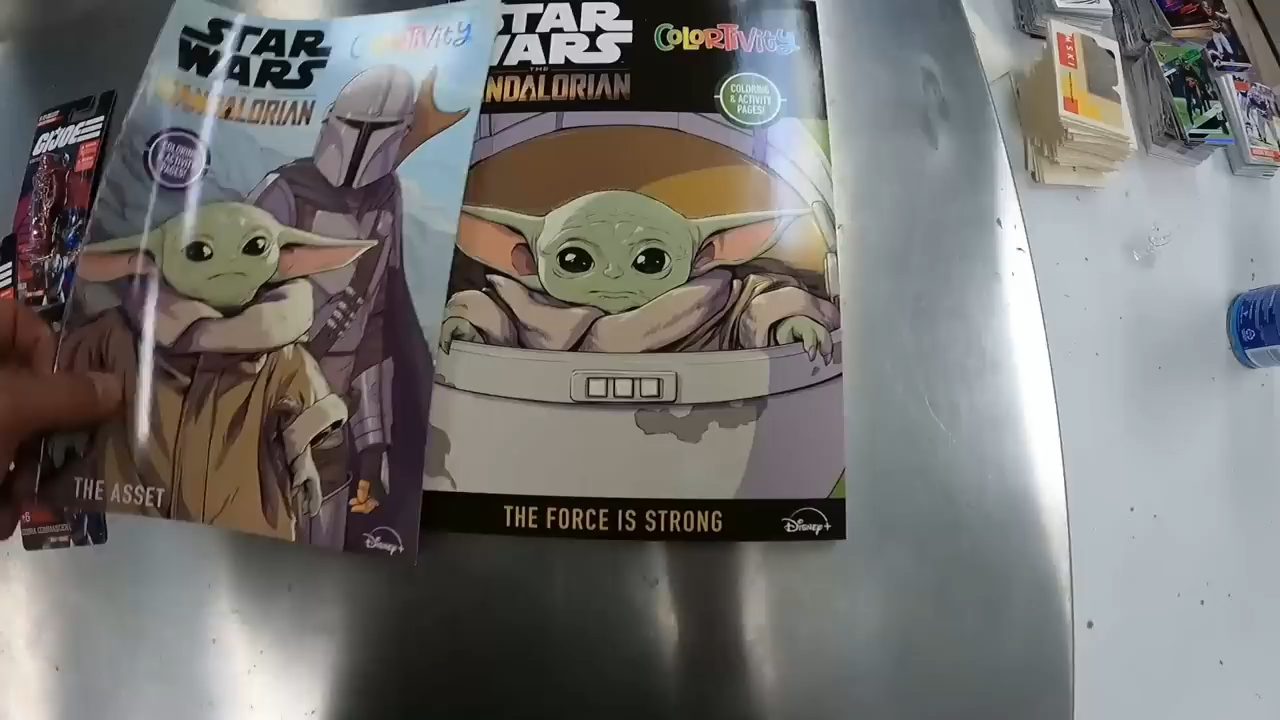 STAR
WARS
MANDALORIAN
COLORTIVITY
COLORING
& ACTIVITY
PAGES!
THE ASSET
Disney+
STAR
WARS
THE
MANDALORIAN
COLORTIVITY
COLORING
& ACTIVITY
PAGES!
THE FORCE IS STRONG
Disney+
G.I. JOE